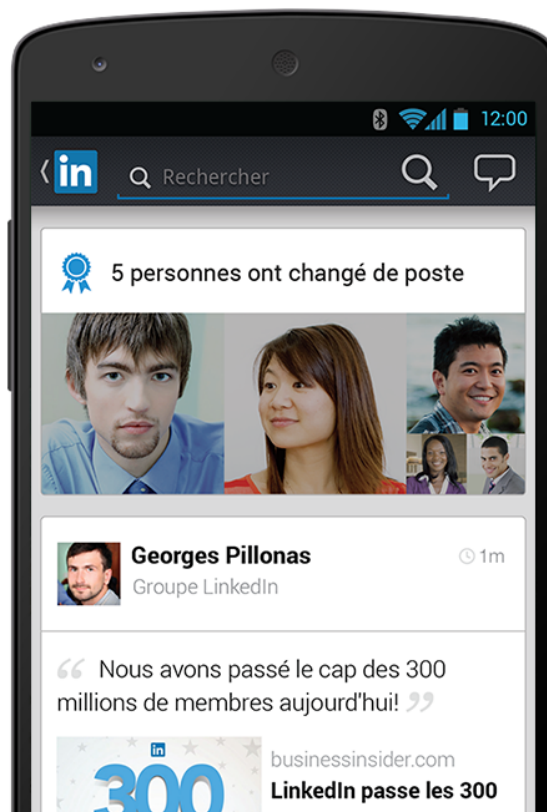 12:00
in
Rechercher
5 personnes ont changé de poste
Georges Pillonas
1m
Groupe LinkedIn
“ Nous avons passé le cap des 300
millions de membres aujourd'hui! ”
in
300
businessinsider.com
LinkedIn passe les 300